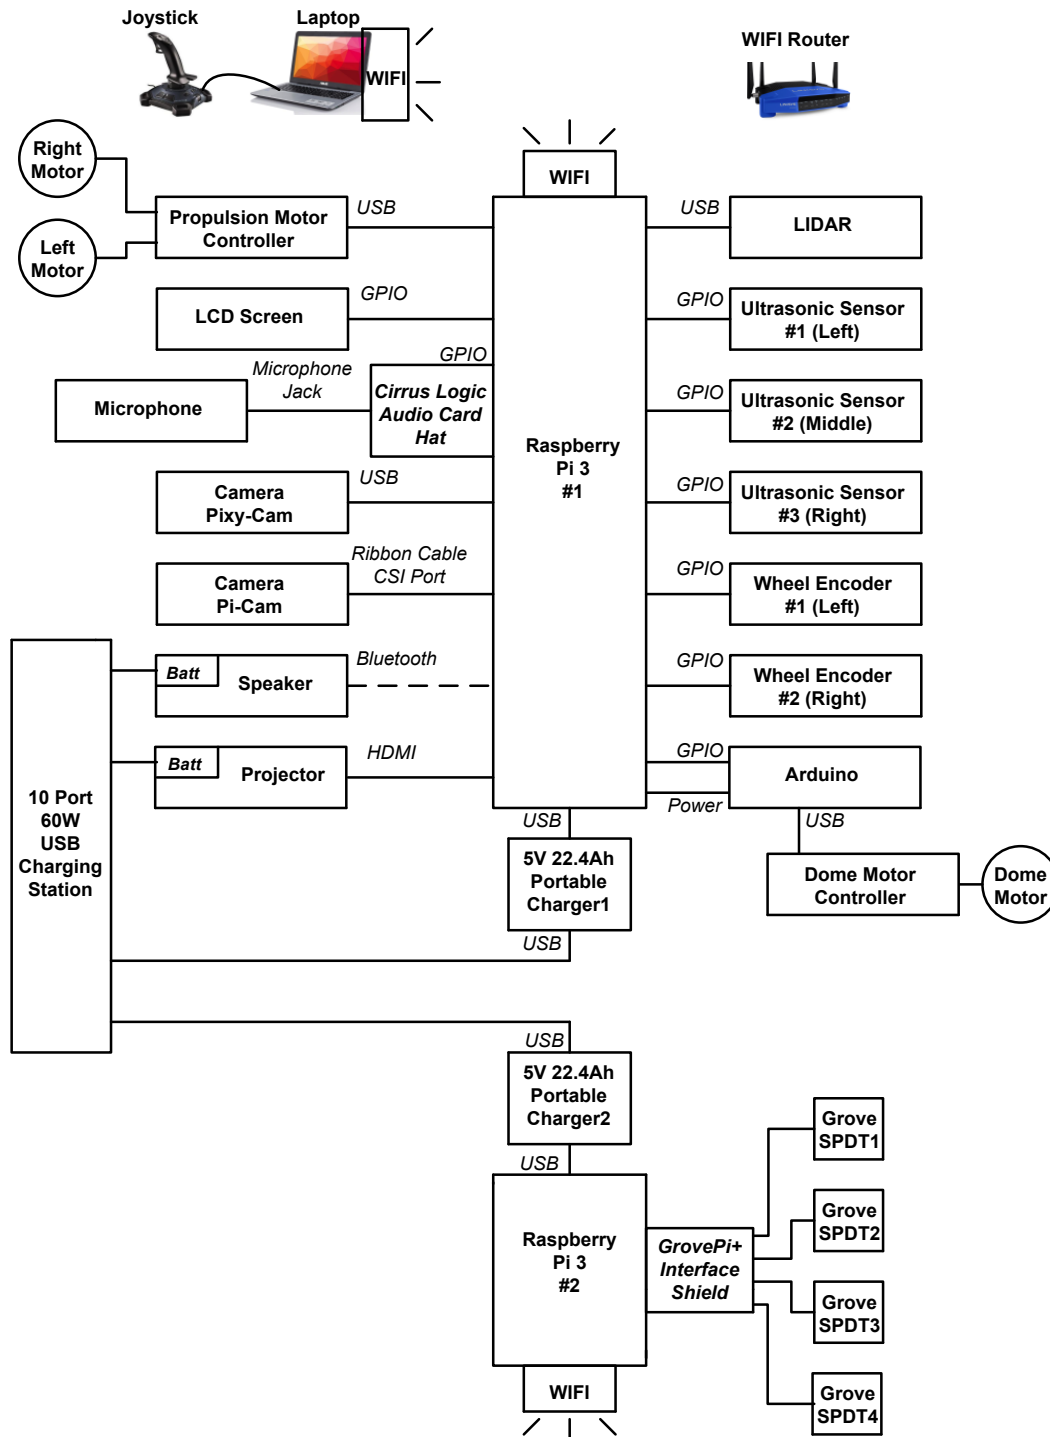 Joystick
Laptop
WIFI Router
WIFI
Right
Motor
WIFI
Propulsion Motor
Controller
USB
USB
LIDAR
Left
Motor
LCD Screen
GPIO
GPIO
Ultrasonic Sensor
#1 (Left)
Microphone
Microphone
Jack
GPIO
Cirrus Logic
Audio Card
Hat
GPIO
Ultrasonic Sensor
#2 (Middle)
Raspberry
Pi 3
#1
Camera
Pixy-Cam
USB
GPIO
Ultrasonic Sensor
#3 (Right)
Camera
Pi-Cam
Ribbon Cable
CSI Port
GPIO
Wheel Encoder
#1 (Left)
Batt
Speaker
Bluetooth
GPIO
Wheel Encoder
#2 (Right)
Batt
Projector
HDMI
GPIO
Power
Arduino
USB
10 Port
60W
USB
Charging
Station
USB
5V 22.4Ah
Portable
Charger1
USB
Dome Motor
Controller
Dome
Motor
USB
5V 22.4Ah
Portable
Charger2
USB
Raspberry
Pi 3
#2
GrovePi+
Interface
Shield
Grove
SPDT1
Grove
SPDT2
Grove
SPDT3
Grove
SPDT4
WIFI